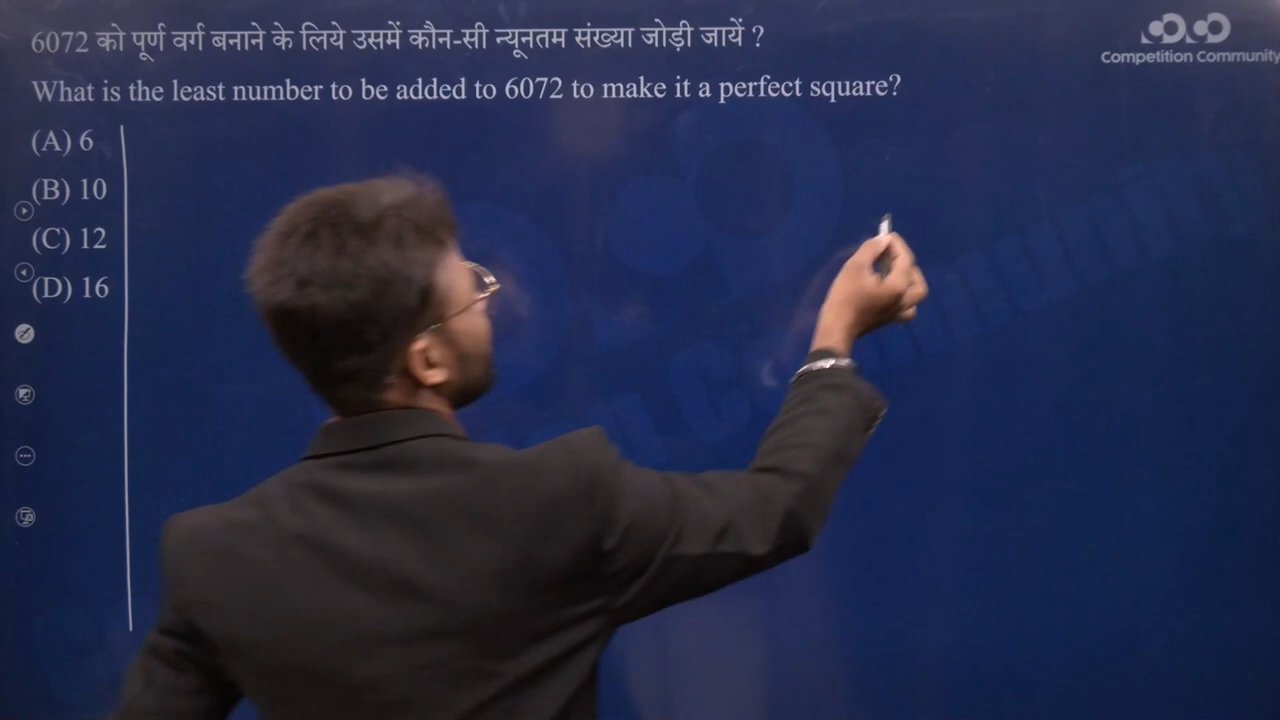 6072 को पूर्ण वर्ग बनाने के लिये उसमें कौन-सी न्यूनतम संख्या जोड़ी जायें ?
Competition Community
What is the least number to be added to 6072 to make it a perfect square?
(A) 6
(B) 10
(C) 12
(D) 16